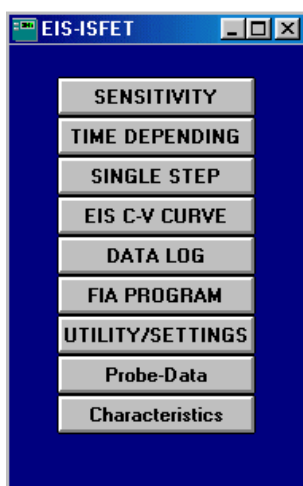 EIS-ISFET
SENSITIVITY
TIME DEPENDING
SINGLE STEP
EIS C-V CURVE
DATA LOG
FIA PROGRAM
UTILITY/SETTINGS
Probe-Data
Characteristics